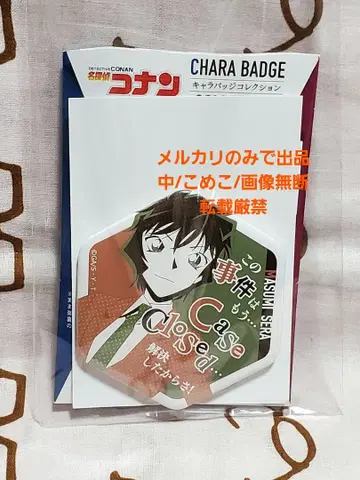 DETECTIVE CONAN
名探偵コナン
CHARA BADGE
キャラバッジコレクション
メルカリのみで出品
中/こめこ/画像無断
転載厳禁
この
事件は
もう、
Case
Closed…
解決
したからさ!
MASUMI SERA
©GA/S・Y・T